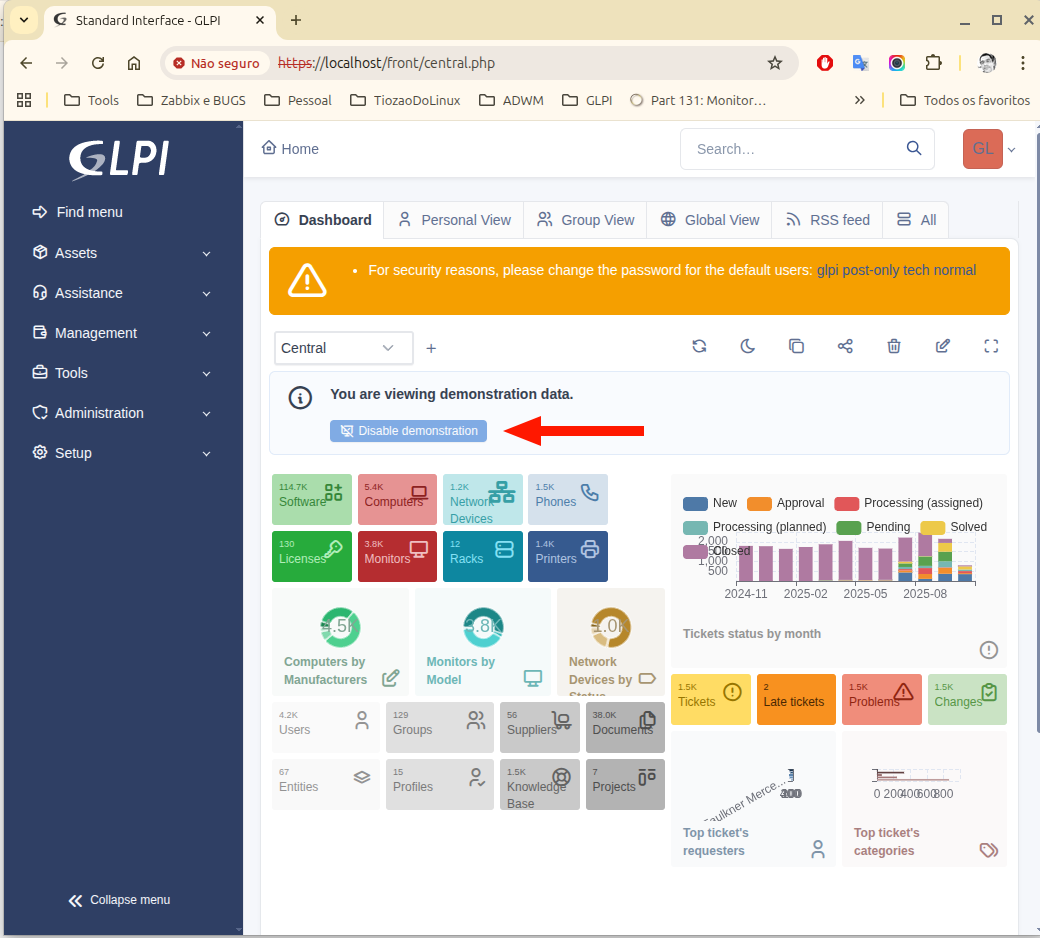 Standard Interface - GLPI
Não seguro
https://localhost/front/central.php
Tools
Zabbix e BUGS
Pessoal
TiozaoDoLinux
ADWM
GLPI
Part 131: Monitor…
Todos os favoritos
GLPI
Home
Search…
GL
Find menu
Assets
Assistance
Management
Tools
Administration
Setup
Collapse menu
Dashboard
Personal View
Group View
Global View
RSS feed
All
For security reasons, please change the password for the default users: glpi post-only tech normal
Central
You are viewing demonstration data.
Disable demonstration
114.7K
Software
5.4K
Computers
1.2K
Network
Devices
1.5K
Phones
130
Licenses
3.8K
Monitors
12
Racks
1.4K
Printers
4.5K
Computers by
Manufacturers
3.8K
Monitors by
Model
1.0K
Network
Devices by
Status
4.2K
Users
129
Groups
56
Suppliers
38.0K
Documents
67
Entities
15
Profiles
1.5K
Knowledge
Base
7
Projects
New
Approval
Processing (assigned)
Processing (planned)
Pending
Solved
Closed
2,000
1,500
1,000
500
2024-11
2025-02
2025-05
2025-08
Tickets status by month
1.5K
Tickets
2
Late tickets
1.5K
Problems
1.5K
Changes
Faulkner Merce...
Top ticket's
requesters
0 200 400 600 800
Top ticket's
categories